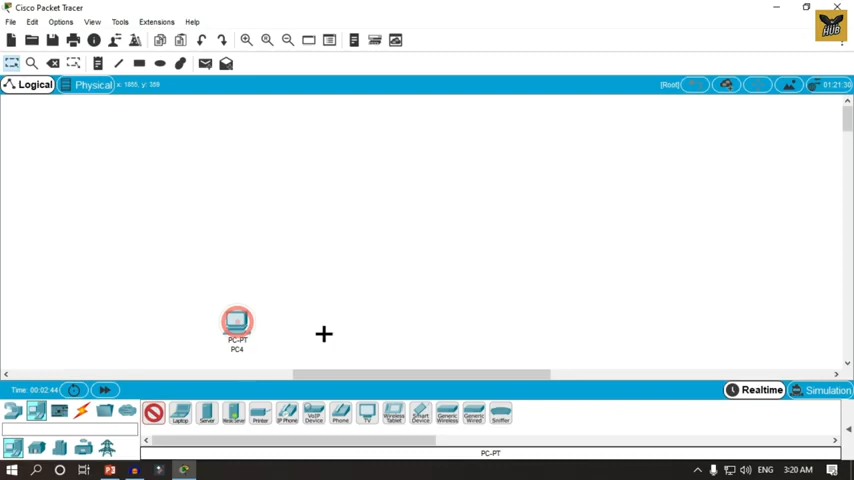 Cisco Packet Tracer
File Edit Options View Tools Extensions Help
HUB
Logical Physical x: 1855, y: 359 [Root] 01:21:30
PC-PT
PC4
Time: 00:02:44 Realtime Simulation
Laptop Server Printer IP Phone VoIP Device Phone TV Wireless Tablet Smart Device Generic Wireless Generic Wired Sniffer
PC-PT
ENG 3:20 AM